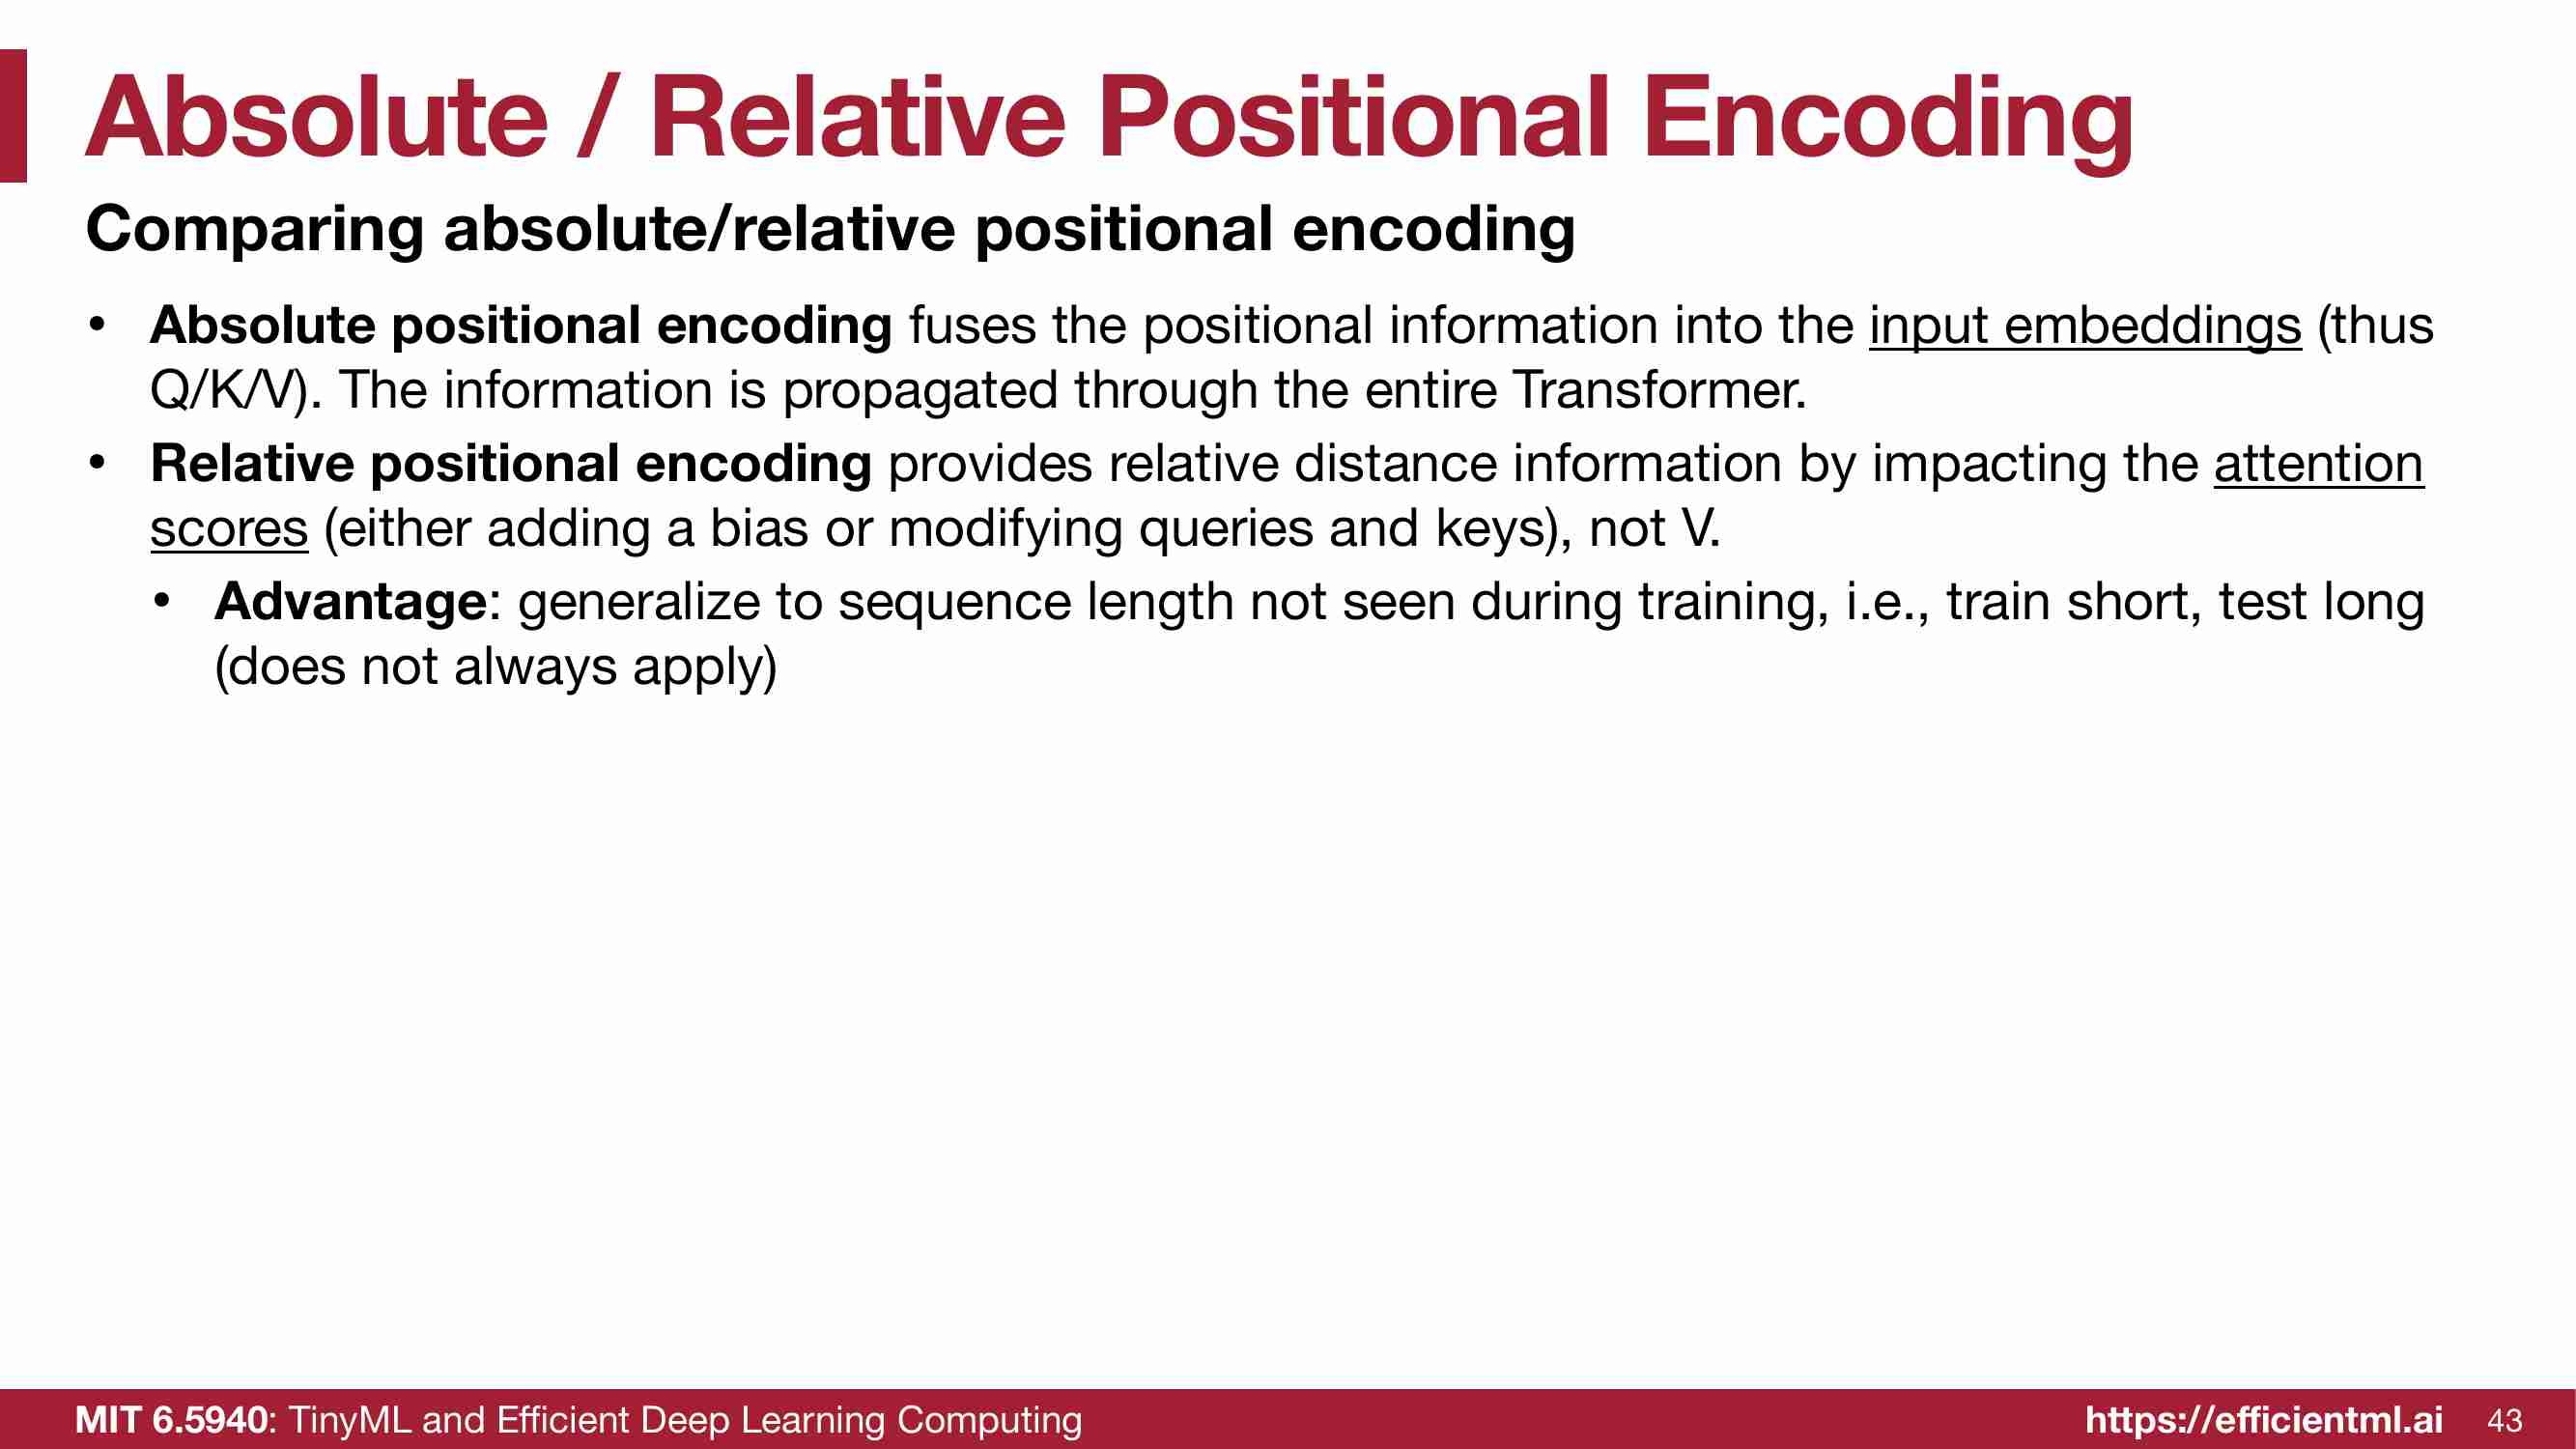 Absolute / Relative Positional Encoding
Comparing absolute/relative positional encoding
• Absolute positional encoding fuses the positional information into the input embeddings (thus
Q/K/V). The information is propagated through the entire Transformer.
• Relative positional encoding provides relative distance information by impacting the attention
scores (either adding a bias or modifying queries and keys), not V.
• Advantage: generalize to sequence length not seen during training, i.e., train short, test long
(does not always apply)
MIT 6.5940: TinyML and Efficient Deep Learning Computing
https://efficientml.ai 43